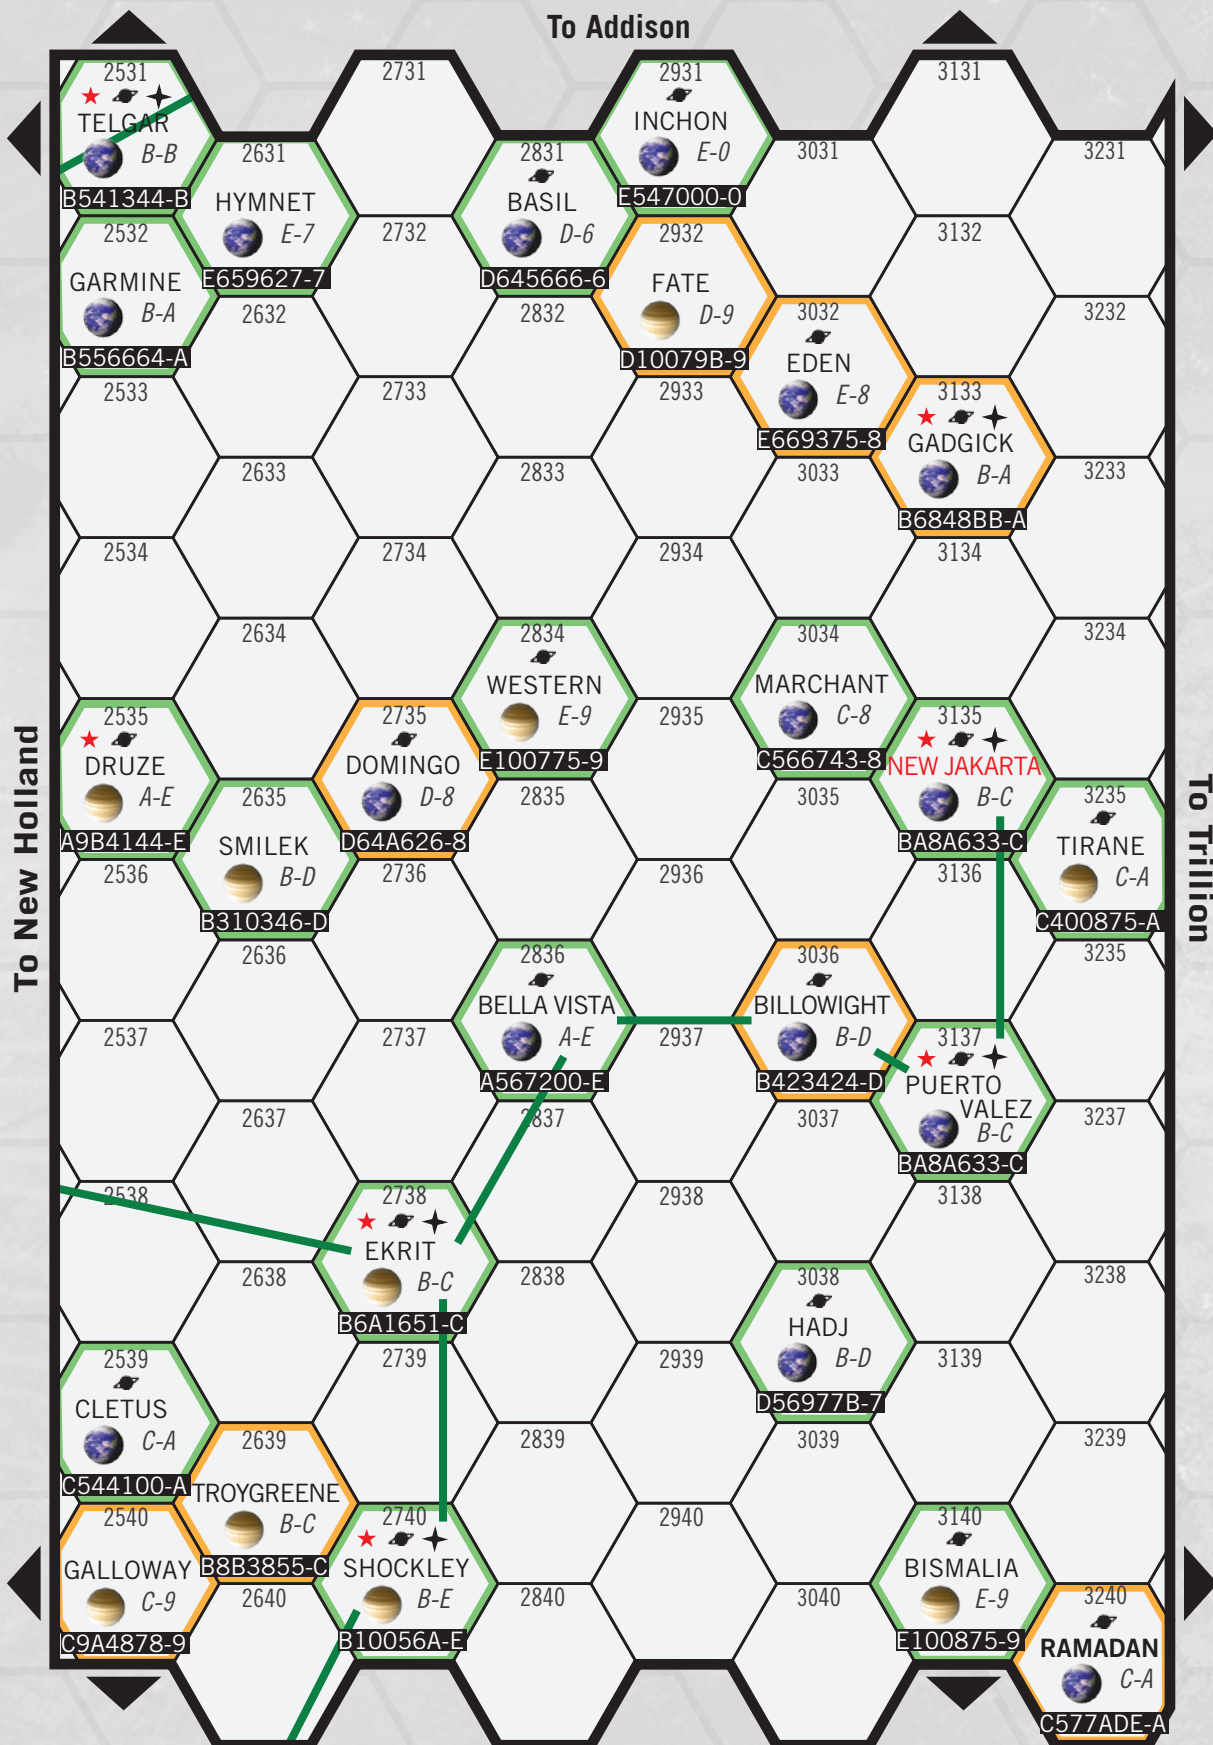 To Addison
To New Holland
To Trillion
2531
TELGAR
B-B
B541344-B
2631
HYMNET
E-7
E659627-7
2731
2831
BASIL
D-6
D645666-6
2931
INCHON
E-0
E547000-0
3031
3131
3231
2532
GARMINE
B-A
B556664-A
2632
2732
2832
2932
FATE
D-9
D10079B-9
3032
EDEN
E-8
E669375-8
3132
3232
2533
2633
2733
2833
2933
3033
3133
GADGICK
B-A
B6848BB-A
3233
2534
2634
2734
2834
WESTERN
E-9
E100775-9
2934
3034
MARCHANT
C-8
C566743-8
3134
3234
2535
DRUZE
A-E
A9B4144-E
2635
SMILEK
B-D
B310346-D
2735
DOMINGO
D-8
D64A626-8
2835
2935
3035
3135
NEW JAKARTA
B-C
BA8A633-C
3235
TIRANE
C-A
C400875-A
2536
2636
2736
2836
BELLA VISTA
A-E
A567200-E
2936
3036
BILLOWIGHT
B-D
B423424-D
3136
3235
2537
2637
2737
2837
2937
3037
3137
PUERTO
VALEZ
B-C
BA8A633-C
3237
2538
2638
2738
EKRIT
B-C
B6A1651-C
2838
2938
3038
HADJ
B-D
D56977B-7
3138
3238
2539
CLETUS
C-A
C544100-A
2639
TROYGREENE
B-C
B8B3855-C
2739
2839
2939
3039
3139
3239
2540
GALLOWAY
C-9
C9A4878-9
2640
2740
SHOCKLEY
B-E
B10056A-E
2840
2940
3040
3140
BISMALIA
E-9
E100875-9
3240
RAMADAN
C-A
C577ADE-A